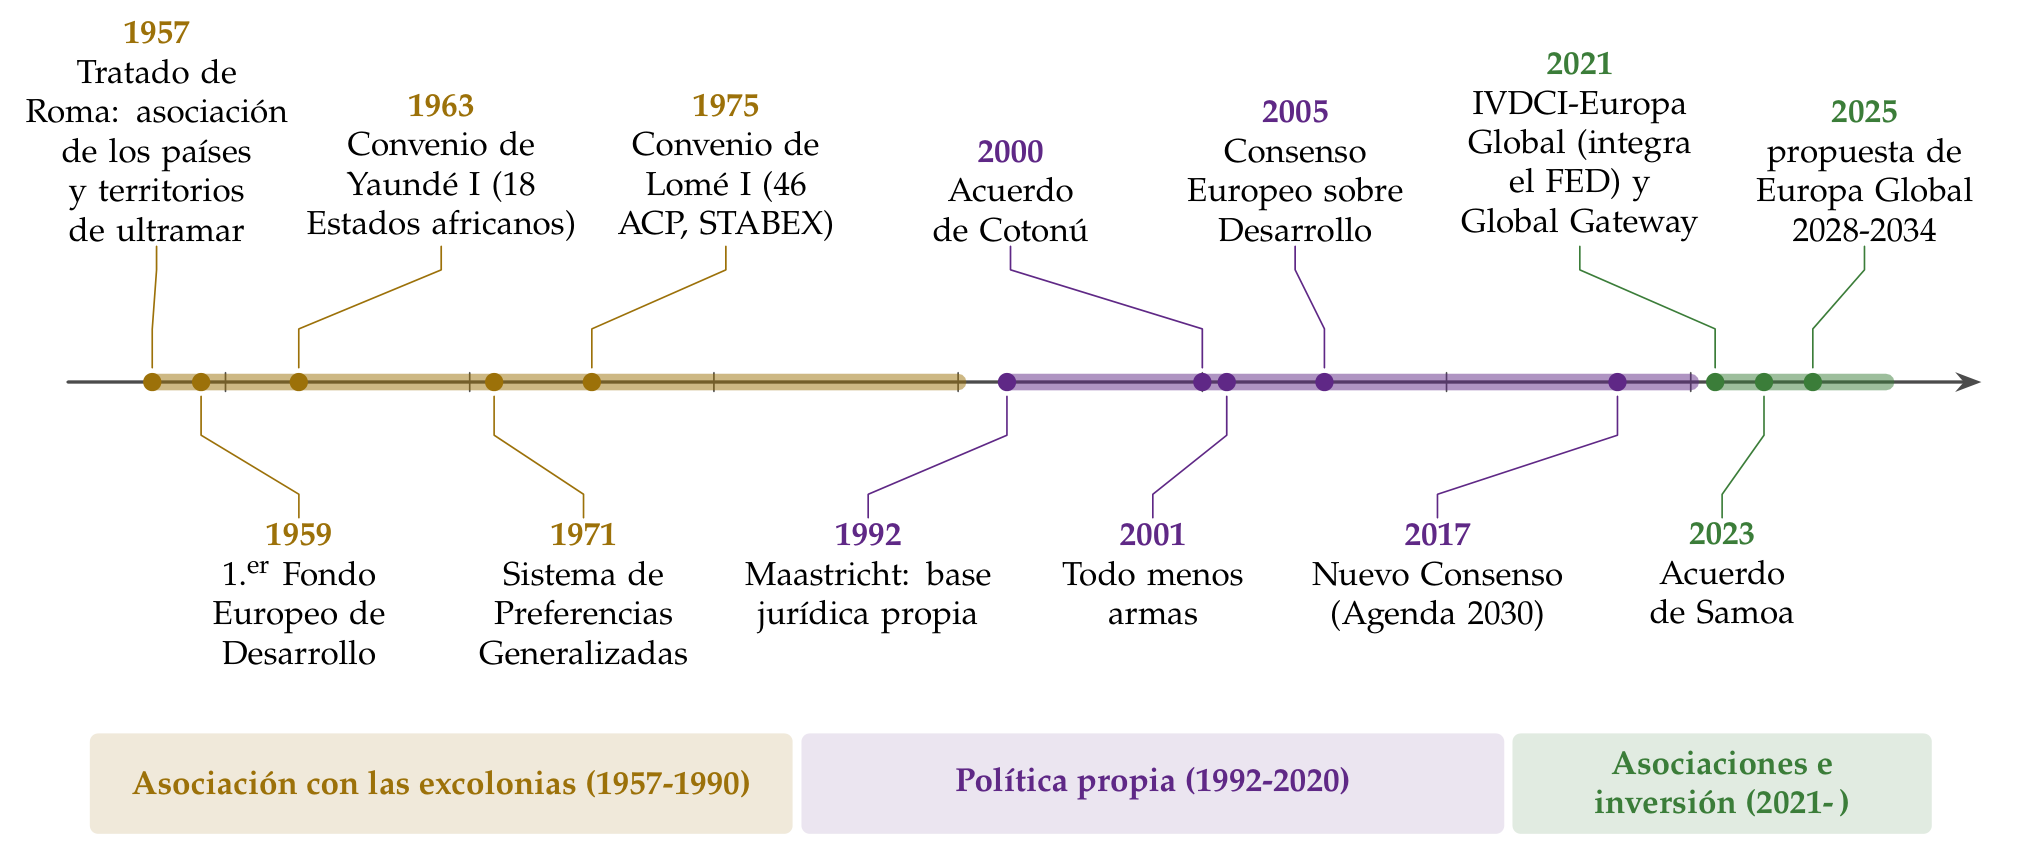 1957
Tratado de
Roma: asociación
de los países
y territorios
de ultramar
1963
Convenio de
Yaundé I (18
Estados africanos)
1975
Convenio de
Lomé I (46
ACP, STABEX)
2000
Acuerdo
de Cotonú
2005
Consenso
Europeo sobre
Desarrollo
2021
IVDCI-Europa
Global (integra
el FED) y
Global Gateway
2025
propuesta de
Europa Global
2028-2034
1959
1.er Fondo
Europeo de
Desarrollo
1971
Sistema de
Preferencias
Generalizadas
1992
Maastricht: base
jurídica propia
2001
Todo menos
armas
2017
Nuevo Consenso
(Agenda 2030)
2023
Acuerdo
de Samoa
Asociación con las excolonias (1957-1990)
Política propia (1992-2020)
Asociaciones e
inversión (2021- )